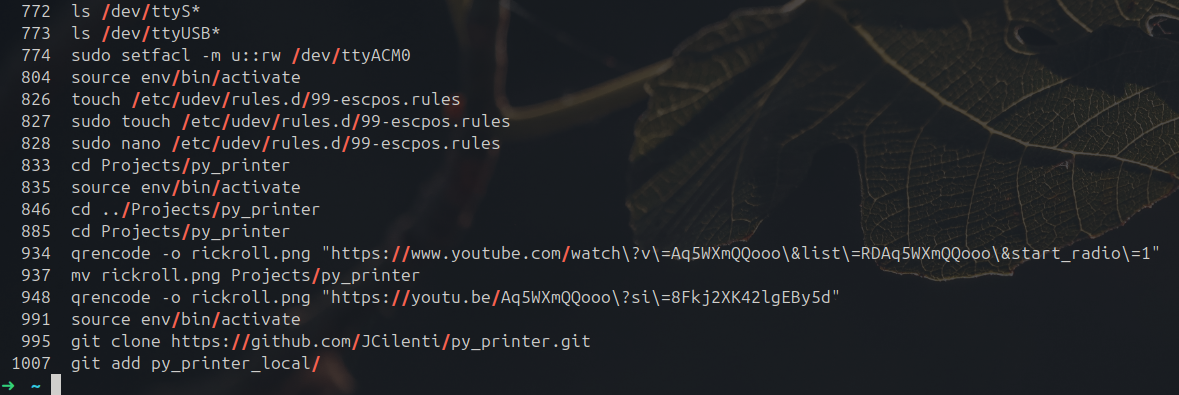 772 ls /dev/ttyS*
773 ls /dev/ttyUSB*
774 sudo setfacl -m u::rw /dev/ttyACM0
804 source env/bin/activate
826 touch /etc/udev/rules.d/99-escpos.rules
827 sudo touch /etc/udev/rules.d/99-escpos.rules
828 sudo nano /etc/udev/rules.d/99-escpos.rules
833 cd Projects/py_printer
835 source env/bin/activate
846 cd ../Projects/py_printer
885 cd Projects/py_printer
934 qrencode -o rickroll.png "https://www.youtube.com/watch\?v\=Aq5WXmQQooo\&list\=RDAq5WXmQQooo\&start_radio\=1"
937 mv rickroll.png Projects/py_printer
948 qrencode -o rickroll.png "https://youtu.be/Aq5WXmQQooo\?si\=8Fkj2XK42lgEBy5d"
991 source env/bin/activate
995 git clone https://github.com/JCilenti/py_printer.git
1007 git add py_printer_local/
➜ ~